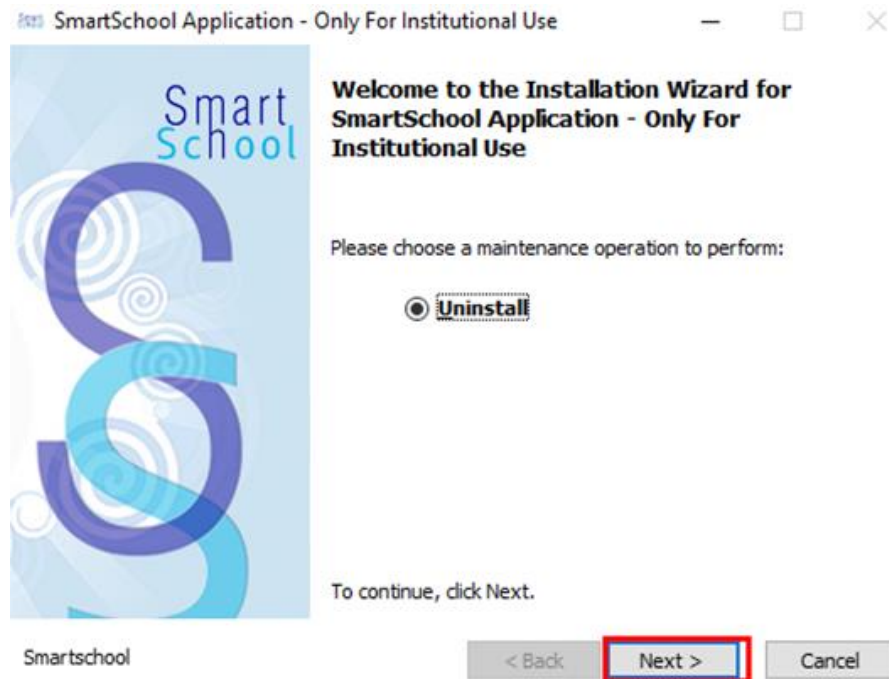 SmartSchool Application - Only For Institutional Use
Smart
School
Welcome to the Installation Wizard for
SmartSchool Application - Only For
Institutional Use
Please choose a maintenance operation to perform:
Uninstall
To continue, click Next.
Smartschool
< Back
Next >
Cancel